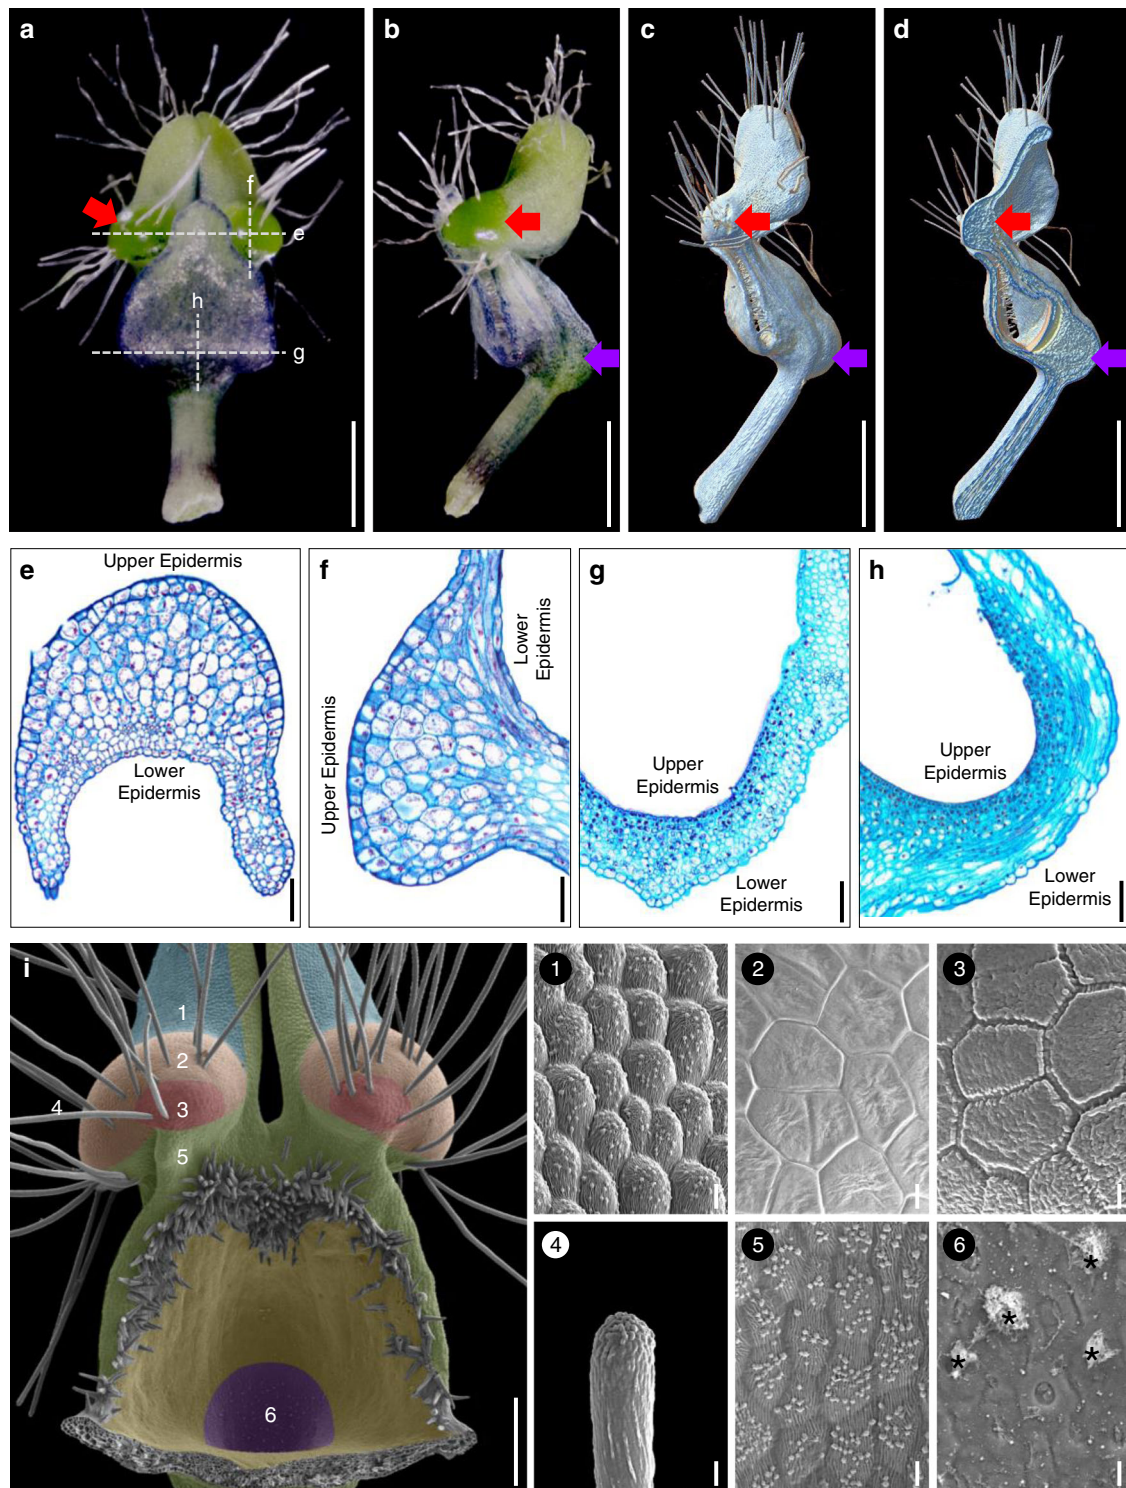 a
b
c
d
f
e
h
g
e
Upper Epidermis
Lower
Epidermis
f
Upper Epidermis
Lower
Epidermis
g
Upper
Epidermis
Lower Epidermis
h
Upper
Epidermis
Lower
Epidermis
i
1
2
3
4
5
6
1
2
3
4
5
6
*
*
*
*